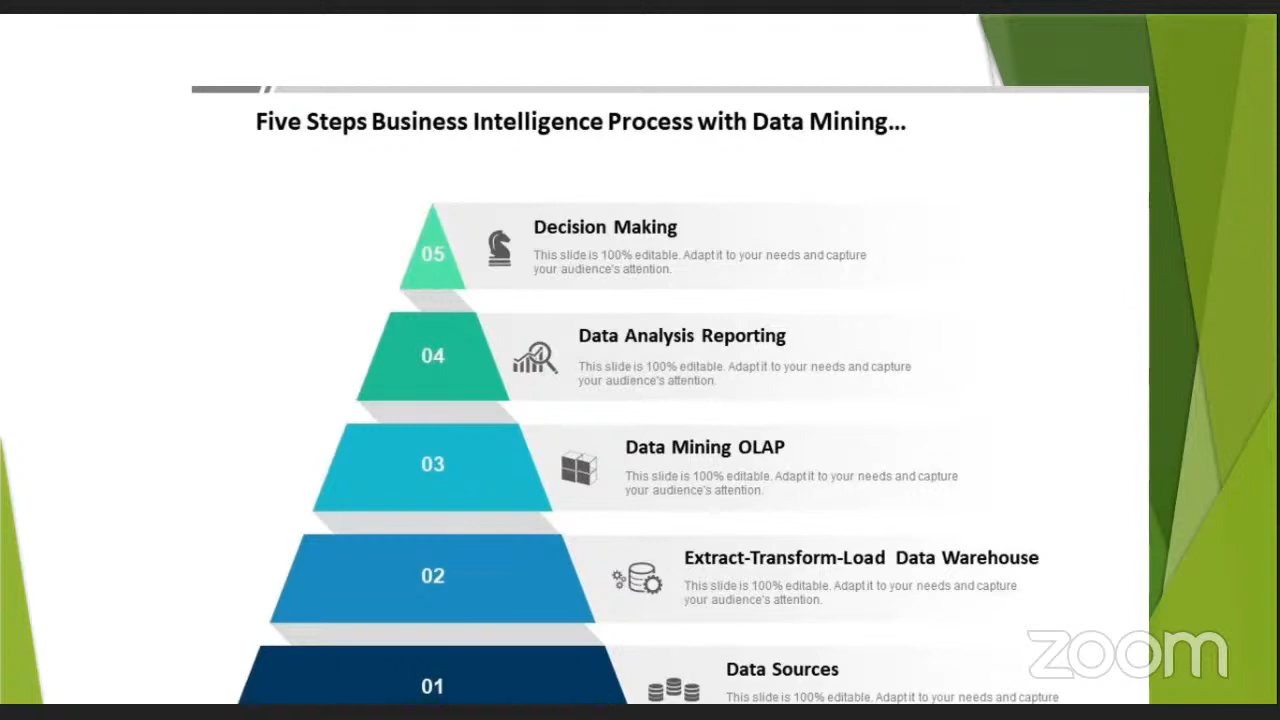 Five Steps Business Intelligence Process with Data Mining...
05
Decision Making
This slide is 100% editable. Adapt it to your needs and capture
your audience's attention.
04
Data Analysis Reporting
This slide is 100% editable. Adapt it to your needs and capture
your audience's attention.
03
Data Mining OLAP
This slide is 100% editable. Adapt it to your needs and capture
your audience's attention.
02
Extract-Transform-Load Data Warehouse
This slide is 100% editable. Adapt it to your needs and capture
your audience's attention.
01
Data Sources
This slide is 100% editable. Adapt it to your needs and capture
zoom